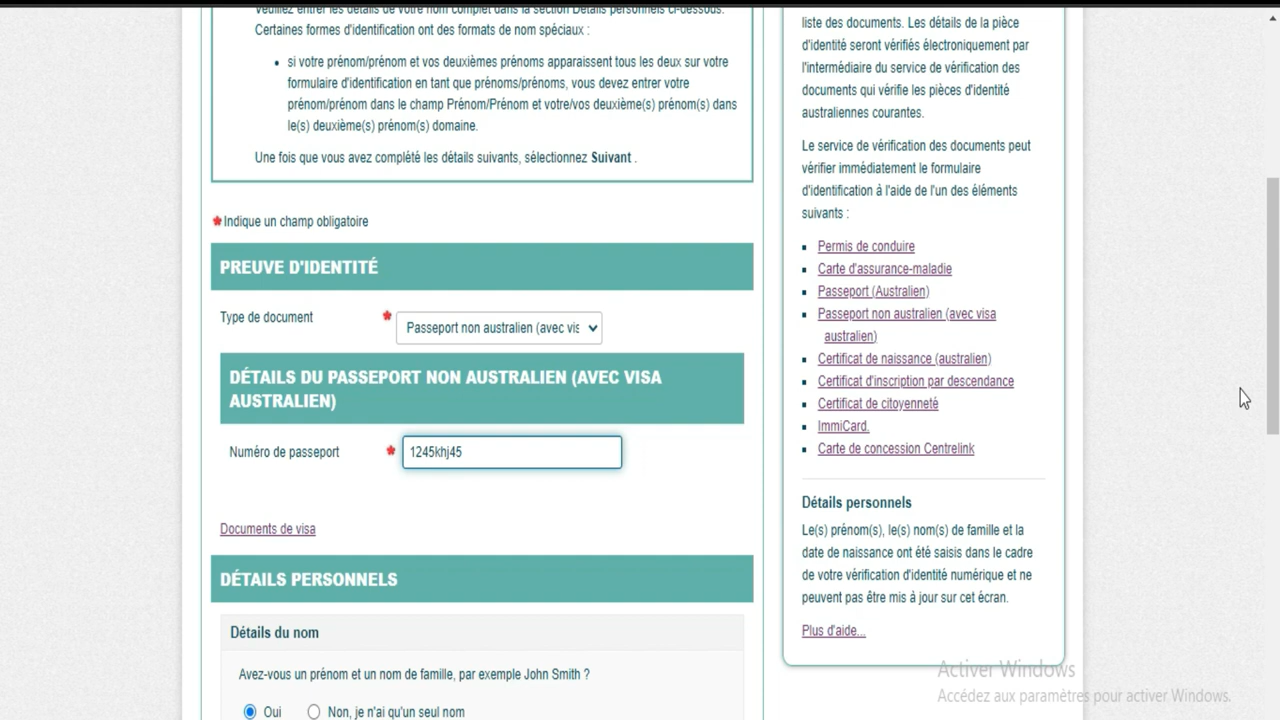 Veuillez entrer les détails de votre nom complet dans la section Détails personnels ci-dessous.
Certaines formes d'identification ont des formats de nom spéciaux :
si votre prénom/prénom et vos deuxièmes prénoms apparaissent tous les deux sur votre
formulaire d'identification en tant que prénoms/prénoms, vous devez entrer votre
prénom/prénom dans le champ Prénom/Prénom et votre/vos deuxième(s) prénom(s) dans
le(s) deuxième(s) prénom(s) domaine.
Une fois que vous avez complété les détails suivants, sélectionnez Suivant .
* Indique un champ obligatoire
PREUVE D'IDENTITÉ
Type de document * Passeport non australien (avec vis
DÉTAILS DU PASSEPORT NON AUSTRALIEN (AVEC VISA
AUSTRALIEN)
Numéro de passeport * 1245khj45
Documents de visa
DÉTAILS PERSONNELS
Détails du nom
Avez-vous un prénom et un nom de famille, par exemple John Smith ?
Oui Non, je n'ai qu'un seul nom
liste des documents. Les détails de la pièce
d'identité seront vérifiés électroniquement par
l'intermédiaire du service de vérification des
documents qui vérifie les pièces d'identité
australiennes courantes.
Le service de vérification des documents peut
vérifier immédiatement le formulaire
d'identification à l'aide de l'un des éléments
suivants :
Permis de conduire
Carte d'assurance-maladie
Passeport (Australien)
Passeport non australien (avec visa
australien)
Certificat de naissance (australien)
Certificat d'inscription par descendance
Certificat de citoyenneté
ImmiCard.
Carte de concession Centrelink
Détails personnels
Le(s) prénom(s), le(s) nom(s) de famille et la
date de naissance ont été saisis dans le cadre
de votre vérification d'identité numérique et ne
peuvent pas être mis à jour sur cet écran.
Plus d'aide...
Activer Windows
Accédez aux paramètres pour activer Windows.